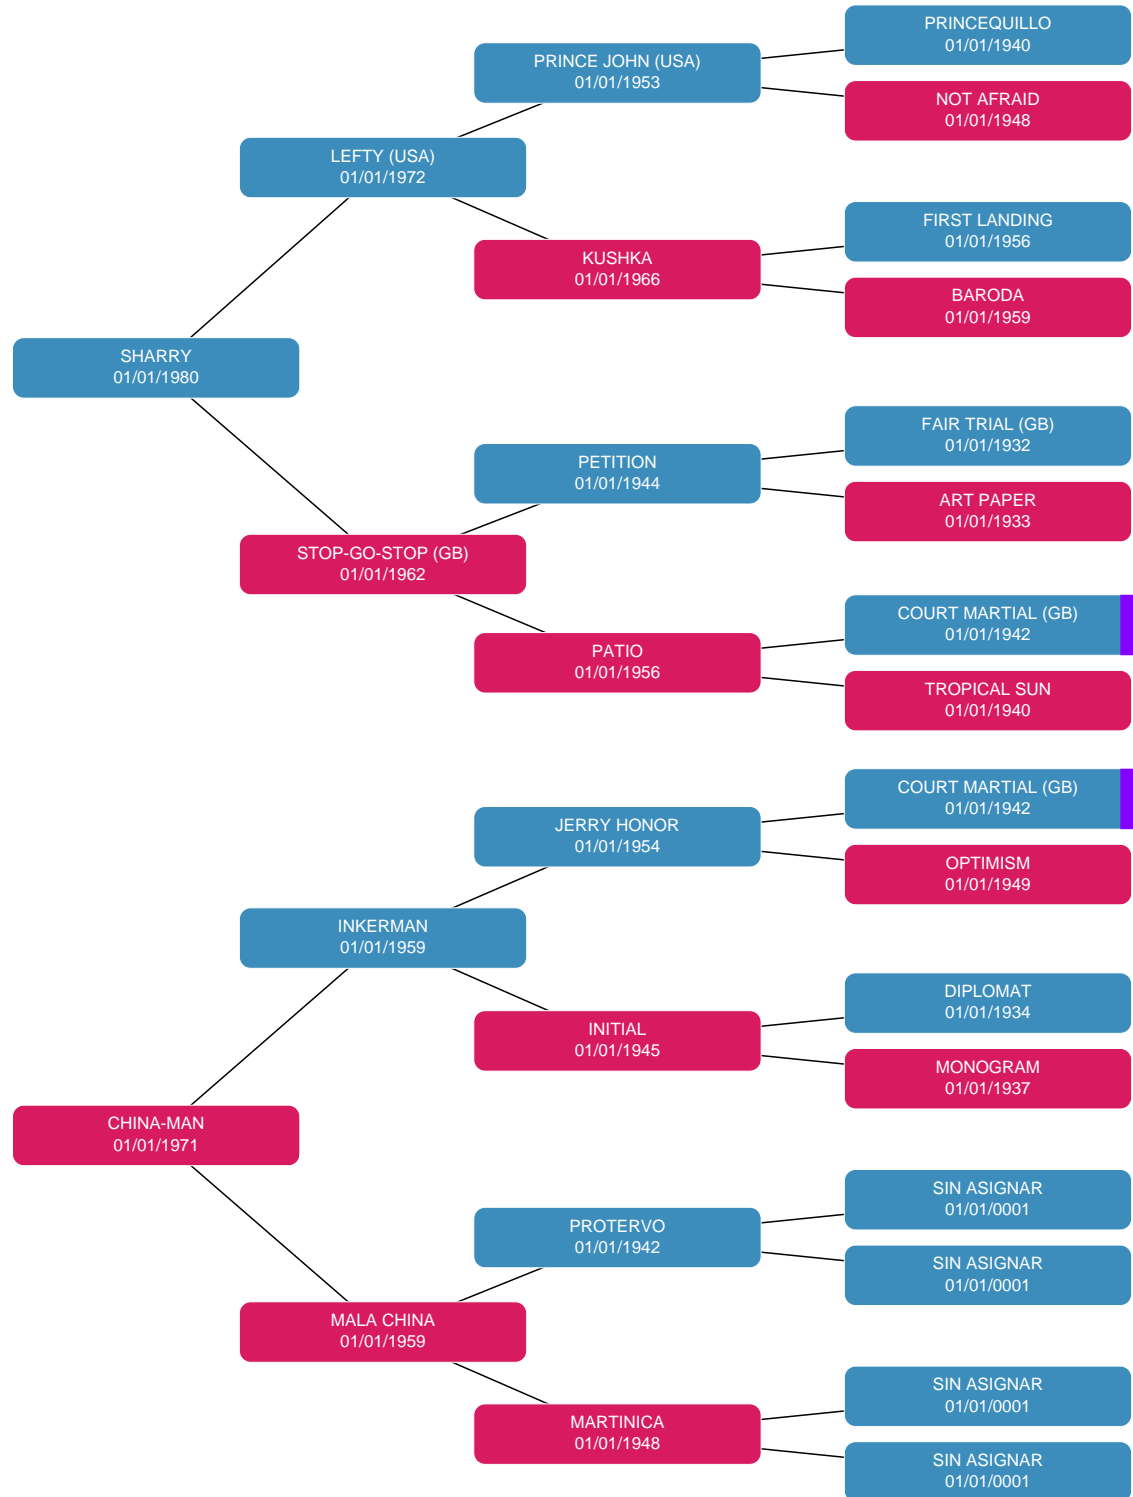 PRINCEQUILLO
01/01/1940
PRINCE JOHN (USA)
01/01/1953
NOT AFRAID
01/01/1948
LEFTY (USA)
01/01/1972
FIRST LANDING
01/01/1956
KUSHKA
01/01/1966
BARODA
01/01/1959
SHARRY
01/01/1980
FAIR TRIAL (GB)
01/01/1932
PETITION
01/01/1944
ART PAPER
01/01/1933
STOP-GO-STOP (GB)
01/01/1962
COURT MARTIAL (GB)
01/01/1942
PATIO
01/01/1956
TROPICAL SUN
01/01/1940
COURT MARTIAL (GB)
01/01/1942
JERRY HONOR
01/01/1954
OPTIMISM
01/01/1949
INKERMAN
01/01/1959
DIPLOMAT
01/01/1934
INITIAL
01/01/1945
MONOGRAM
01/01/1937
CHINA-MAN
01/01/1971
SIN ASIGNAR
01/01/0001
PROTERVO
01/01/1942
SIN ASIGNAR
01/01/0001
MALA CHINA
01/01/1959
SIN ASIGNAR
01/01/0001
MARTINICA
01/01/1948
SIN ASIGNAR
01/01/0001